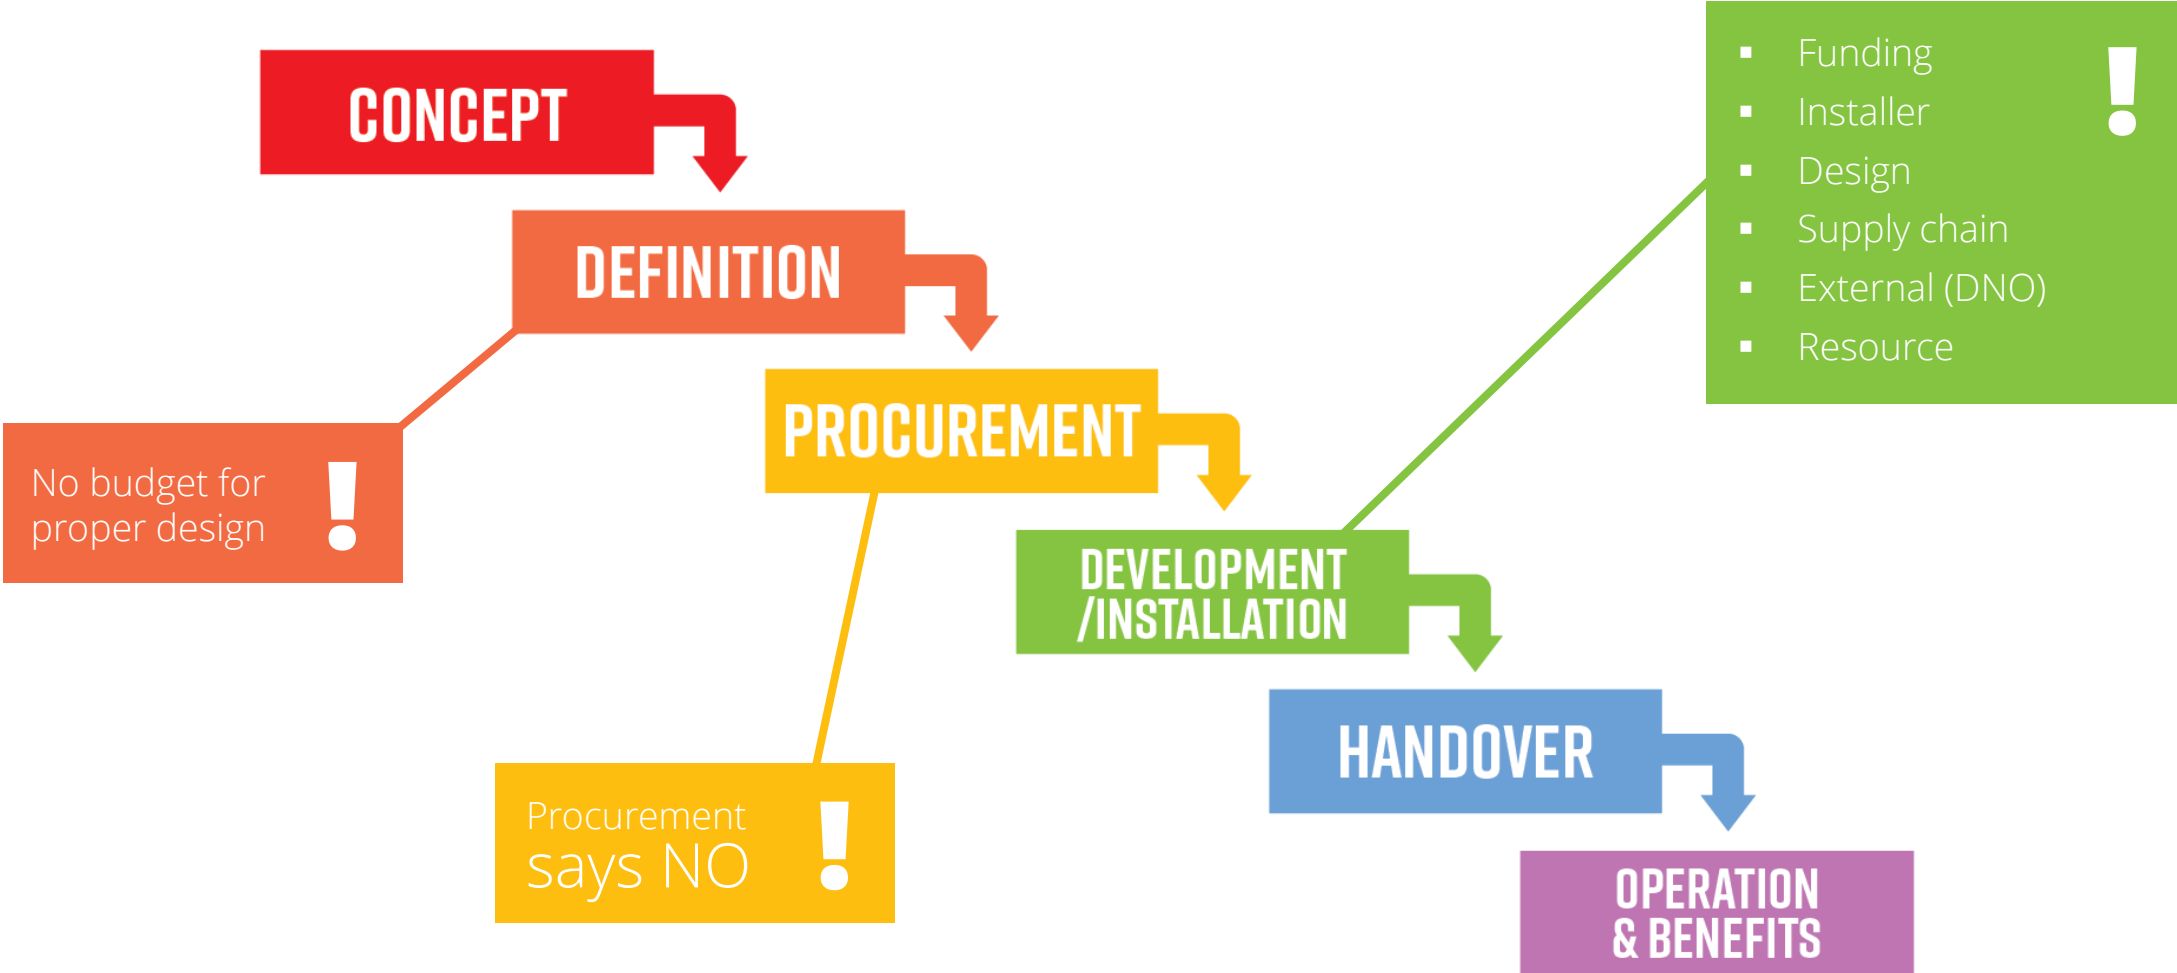 CONCEPT
DEFINITION
PROCUREMENT
DEVELOPMENT
/INSTALLATION
HANDOVER
OPERATION
& BENEFITS
No budget for
proper design
!
Procurement
says NO
!
▪ Funding
▪ Installer
▪ Design
▪ Supply chain
▪ External (DNO)
▪ Resource
!